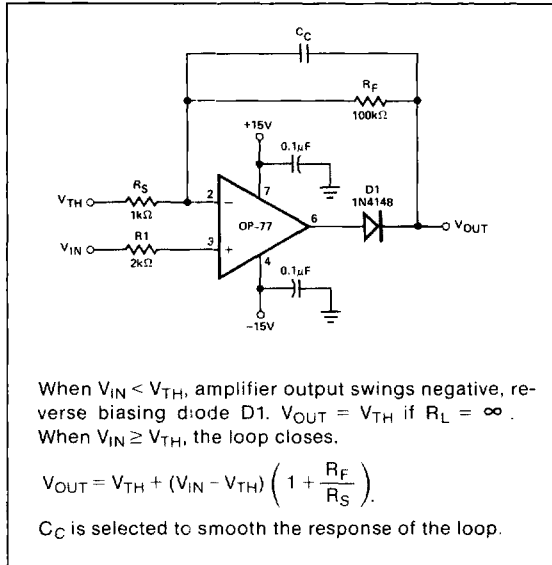 C_C
R_F
100kΩ
+15V
0.1µF
R_S
V_TH
1kΩ
2
−
7
OP-77
6
D1
1N4148
V_OUT
V_IN
R1
2kΩ
3
+
4
0.1µF
−15V
When V_IN < V_TH, amplifier output swings negative, re-
verse biasing diode D1. V_OUT = V_TH if R_L = ∞.
When V_IN ≥ V_TH, the loop closes.
V_OUT = V_TH + (V_IN − V_TH) ( 1 + R_F / R_S ).
C_C is selected to smooth the response of the loop.